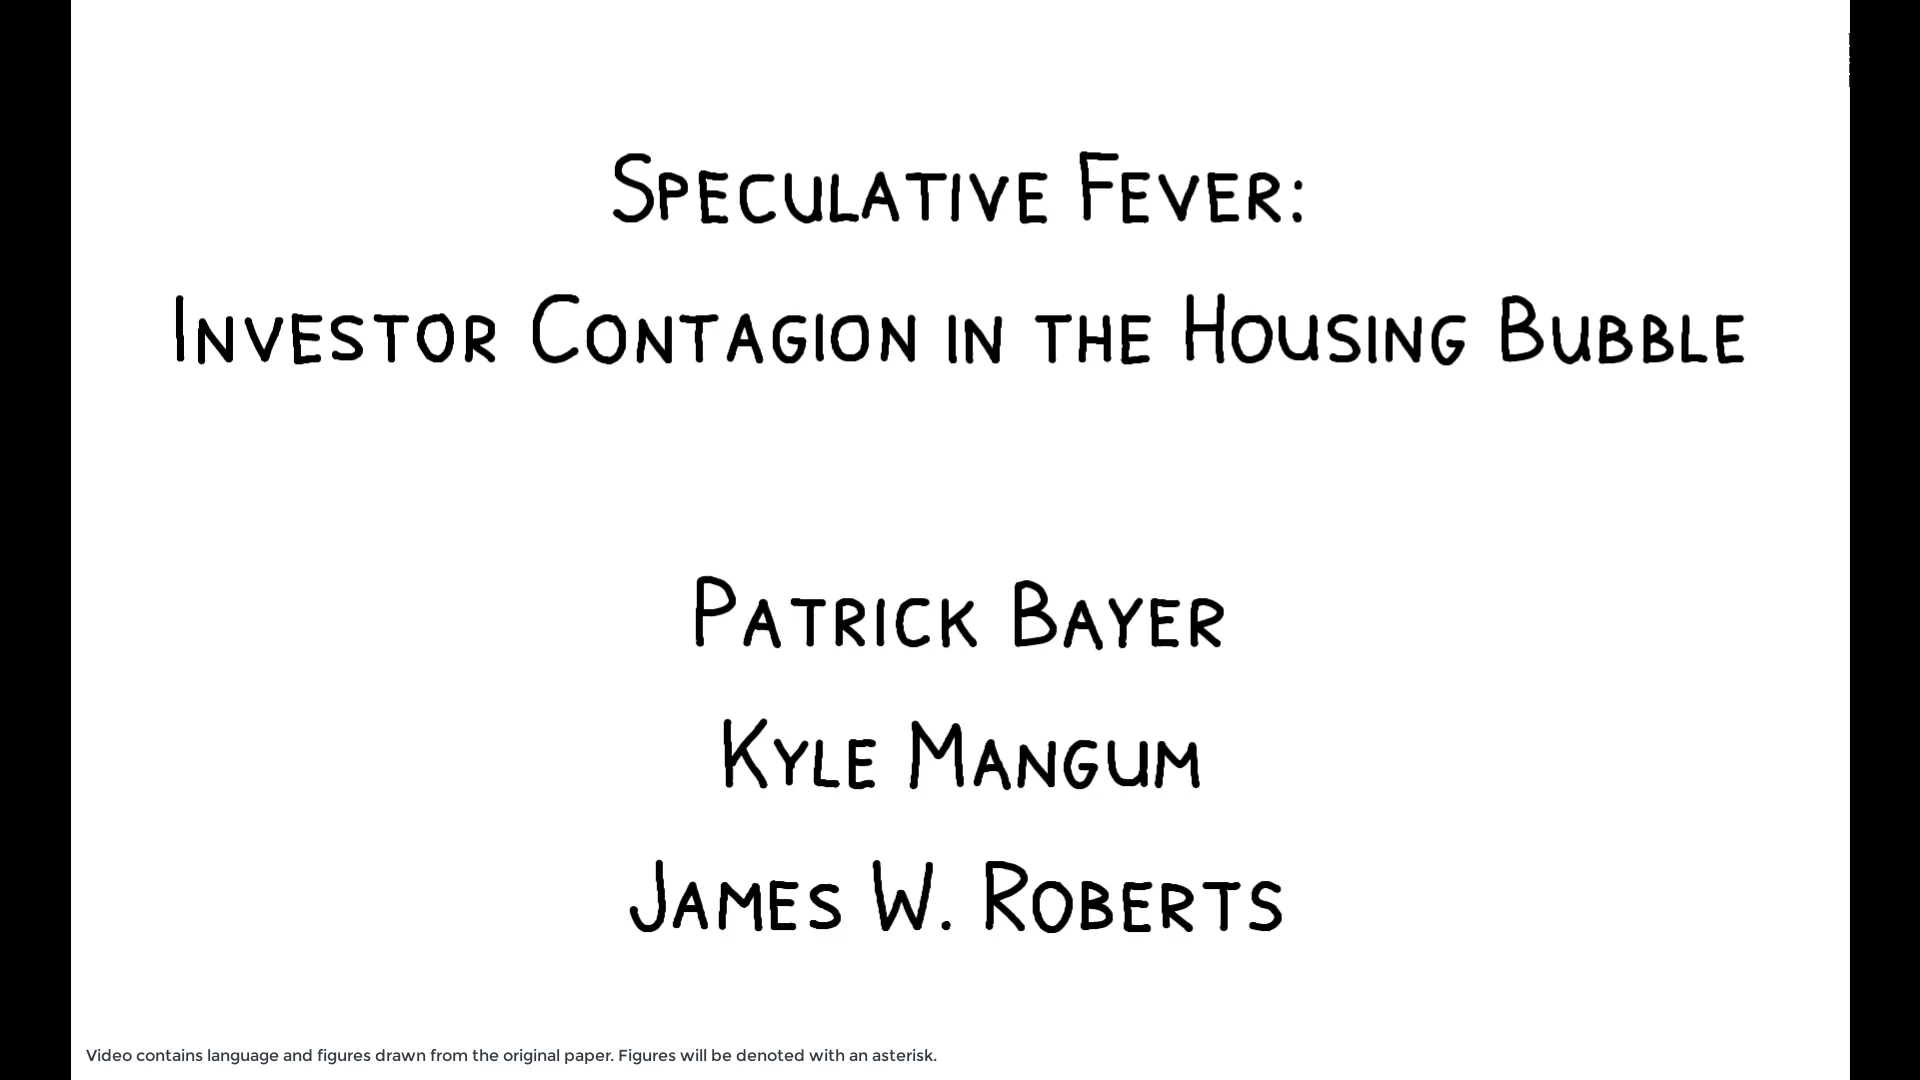 Speculative Fever:
Investor Contagion in the Housing Bubble
Patrick Bayer
Kyle Mangum
James W. Roberts
Video contains language and figures drawn from the original paper. Figures will be denoted with an asterisk.